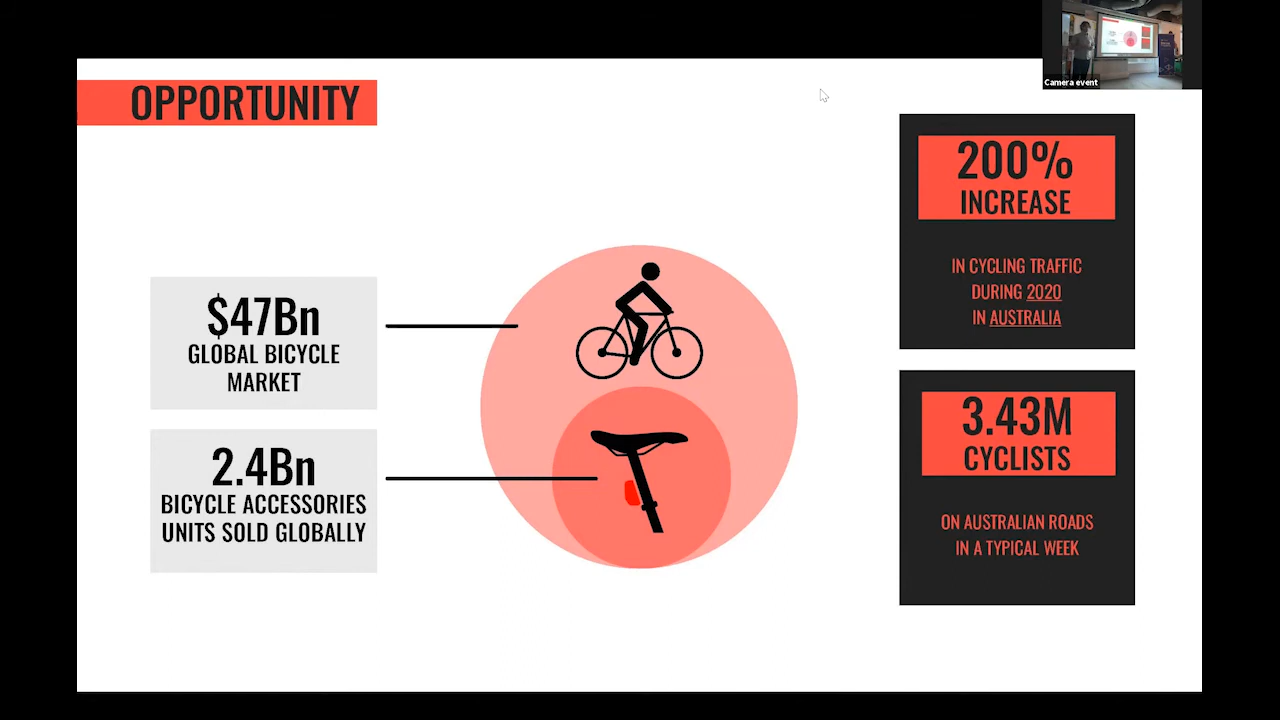 Camera event
OPPORTUNITY
$47Bn
GLOBAL BICYCLE
MARKET
2.4Bn
BICYCLE ACCESSORIES
UNITS SOLD GLOBALLY
200%
INCREASE
IN CYCLING TRAFFIC
DURING 2020
IN AUSTRALIA
3.43M
CYCLISTS
ON AUSTRALIAN ROADS
IN A TYPICAL WEEK